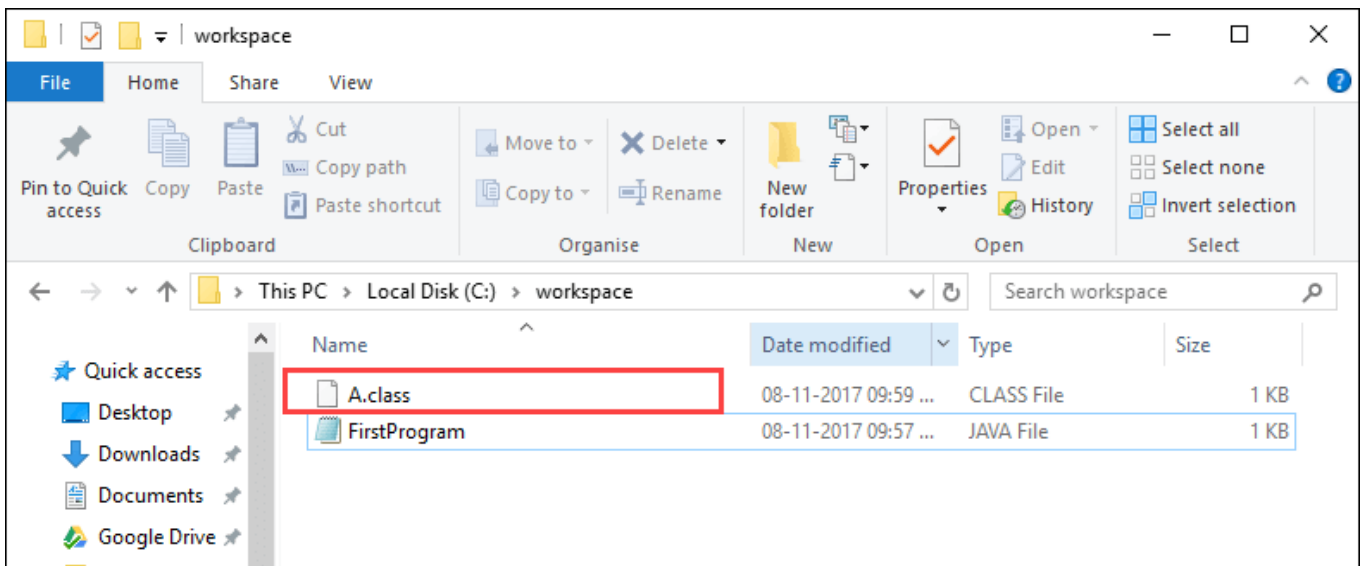 workspace
File Home Share View
Pin to Quick access
Copy
Paste
Cut
Copy path
Paste shortcut
Clipboard
Move to
Copy to
Delete
Rename
Organise
New folder
New
Properties
Open
Edit
History
Open
Select all
Select none
Invert selection
Select
This PC > Local Disk (C:) > workspace
Search workspace
Name Date modified Type Size
Quick access
Desktop
Downloads
Documents
Google Drive
A.class 08-11-2017 09:59 ... CLASS File 1 KB
FirstProgram 08-11-2017 09:57 ... JAVA File 1 KB